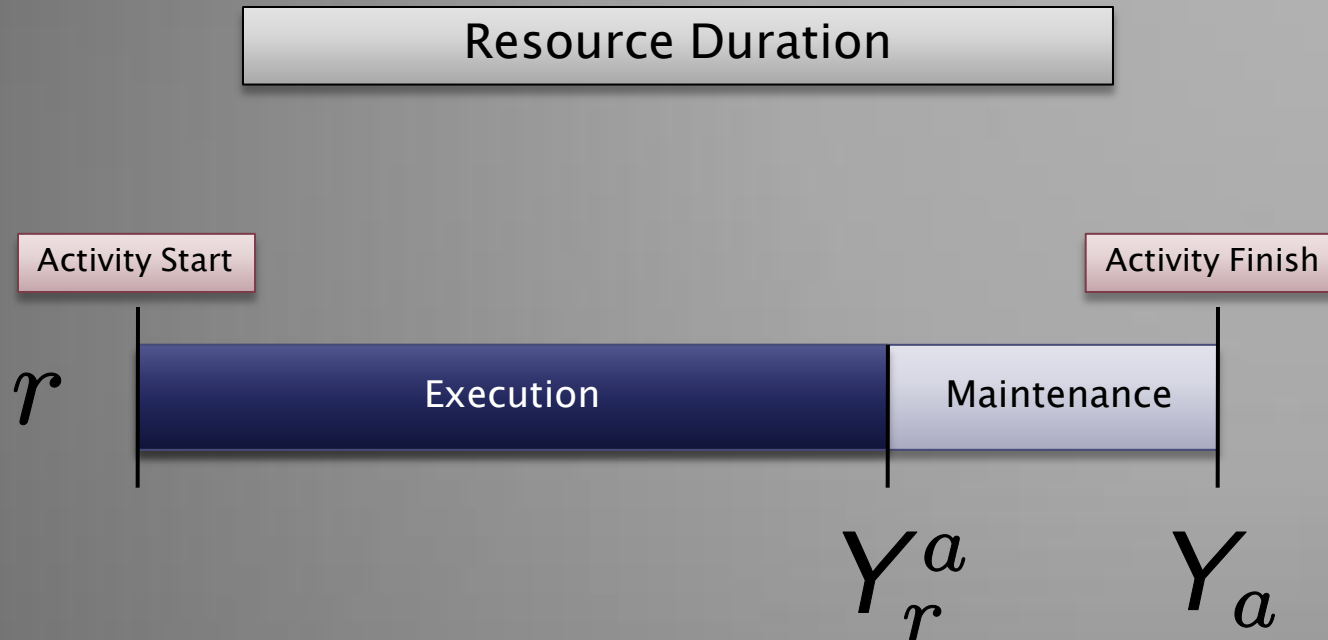 Resource Duration
Activity Start
Activity Finish
r
Execution
Maintenance
Y_r^a
Y_a